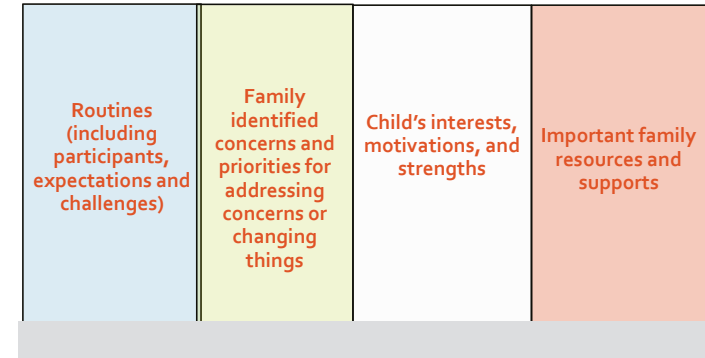 Routines
(including
participants,
expectations and
challenges)
Family
identified
concerns and
priorities for
addressing
concerns or
changing
things
Child's interests,
motivations, and
strengths
Important family
resources and
supports